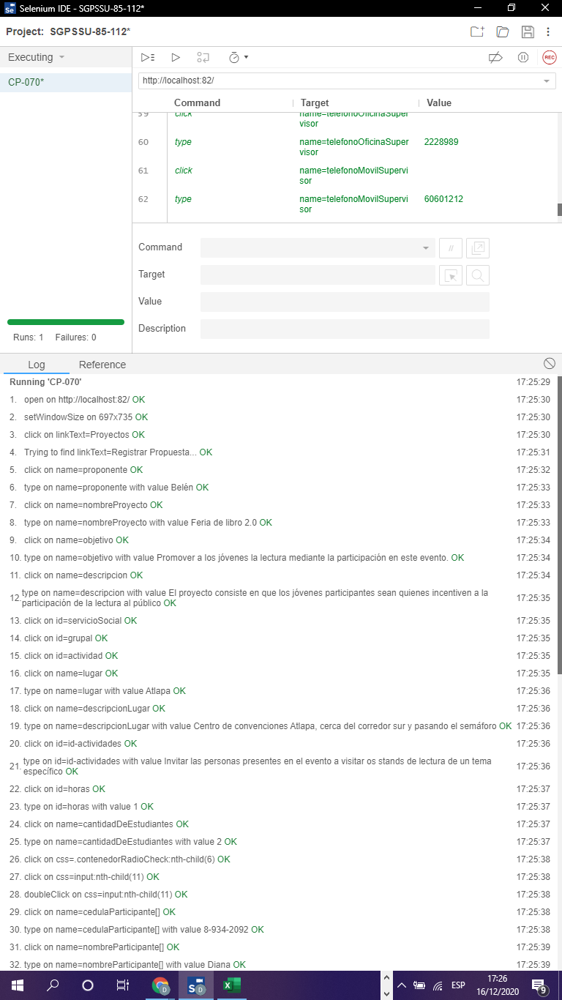 Selenium IDE - SGPSSU-85-112*
Project: SGPSSU-85-112*
Executing
REC
CP-070*
http://localhost:82/
Command Target Value
59 click name=telefonoOficinaSuper
visor
60 type name=telefonoOficinaSuper 2228989
visor
61 click name=telefonoMovilSupervi
sor
62 type name=telefonoMovilSupervi 60601212
sor
Command //
Target
Value
Description
Runs: 1 Failures: 0
Log Reference
Running 'CP-070' 17:25:29
1. open on http://localhost:82/ OK 17:25:30
2. setWindowSize on 697x735 OK 17:25:30
3. click on linkText=Proyectos OK 17:25:30
4. Trying to find linkText=Registrar Propuesta... OK 17:25:31
5. click on name=proponente OK 17:25:32
6. type on name=proponente with value Belén OK 17:25:33
7. click on name=nombreProyecto OK 17:25:33
8. type on name=nombreProyecto with value Feria de libro 2.0 OK 17:25:33
9. click on name=objetivo OK 17:25:34
10. type on name=objetivo with value Promover a los jóvenes la lectura mediante la participación en este evento. OK 17:25:34
11. click on name=descripcion OK 17:25:34
12. type on name=descripcion with value El proyecto consiste en que los jóvenes participantes sean quienes incentiven a la 17:25:35
participación de la lectura al público OK
13. click on id=servicioSocial OK 17:25:35
14. click on id=grupal OK 17:25:35
15. click on id=actividad OK 17:25:35
16. click on name=lugar OK 17:25:35
17. type on name=lugar with value Atlapa OK 17:25:36
18. click on name=descripcionLugar OK 17:25:36
19. type on name=descripcionLugar with value Centro de convenciones Atlapa, cerca del corredor sur y pasando el semáforo OK 17:25:36
20. click on id=id-actividades OK 17:25:36
21. type on id=id-actividades with value Invitar las personas presentes en el evento a visitar os stands de lectura de un tema 17:25:36
específico OK
22. click on id=horas OK 17:25:37
23. type on id=horas with value 1 OK 17:25:37
24. click on name=cantidadDeEstudiantes OK 17:25:37
25. type on name=cantidadDeEstudiantes with value 2 OK 17:25:37
26. click on css=.contenedorRadioCheck:nth-child(6) OK 17:25:38
27. click on css=input:nth-child(11) OK 17:25:38
28. doubleClick on css=input:nth-child(11) OK 17:25:38
29. click on name=cedulaParticipante[] OK 17:25:38
30. type on name=cedulaParticipante[] with value 8-934-2092 OK 17:25:38
31. click on name=nombreParticipante[] OK 17:25:39
32. type on name=nombreParticipante[] with value Diana OK 17:25:39
ESP
17:26
16/12/2020
9